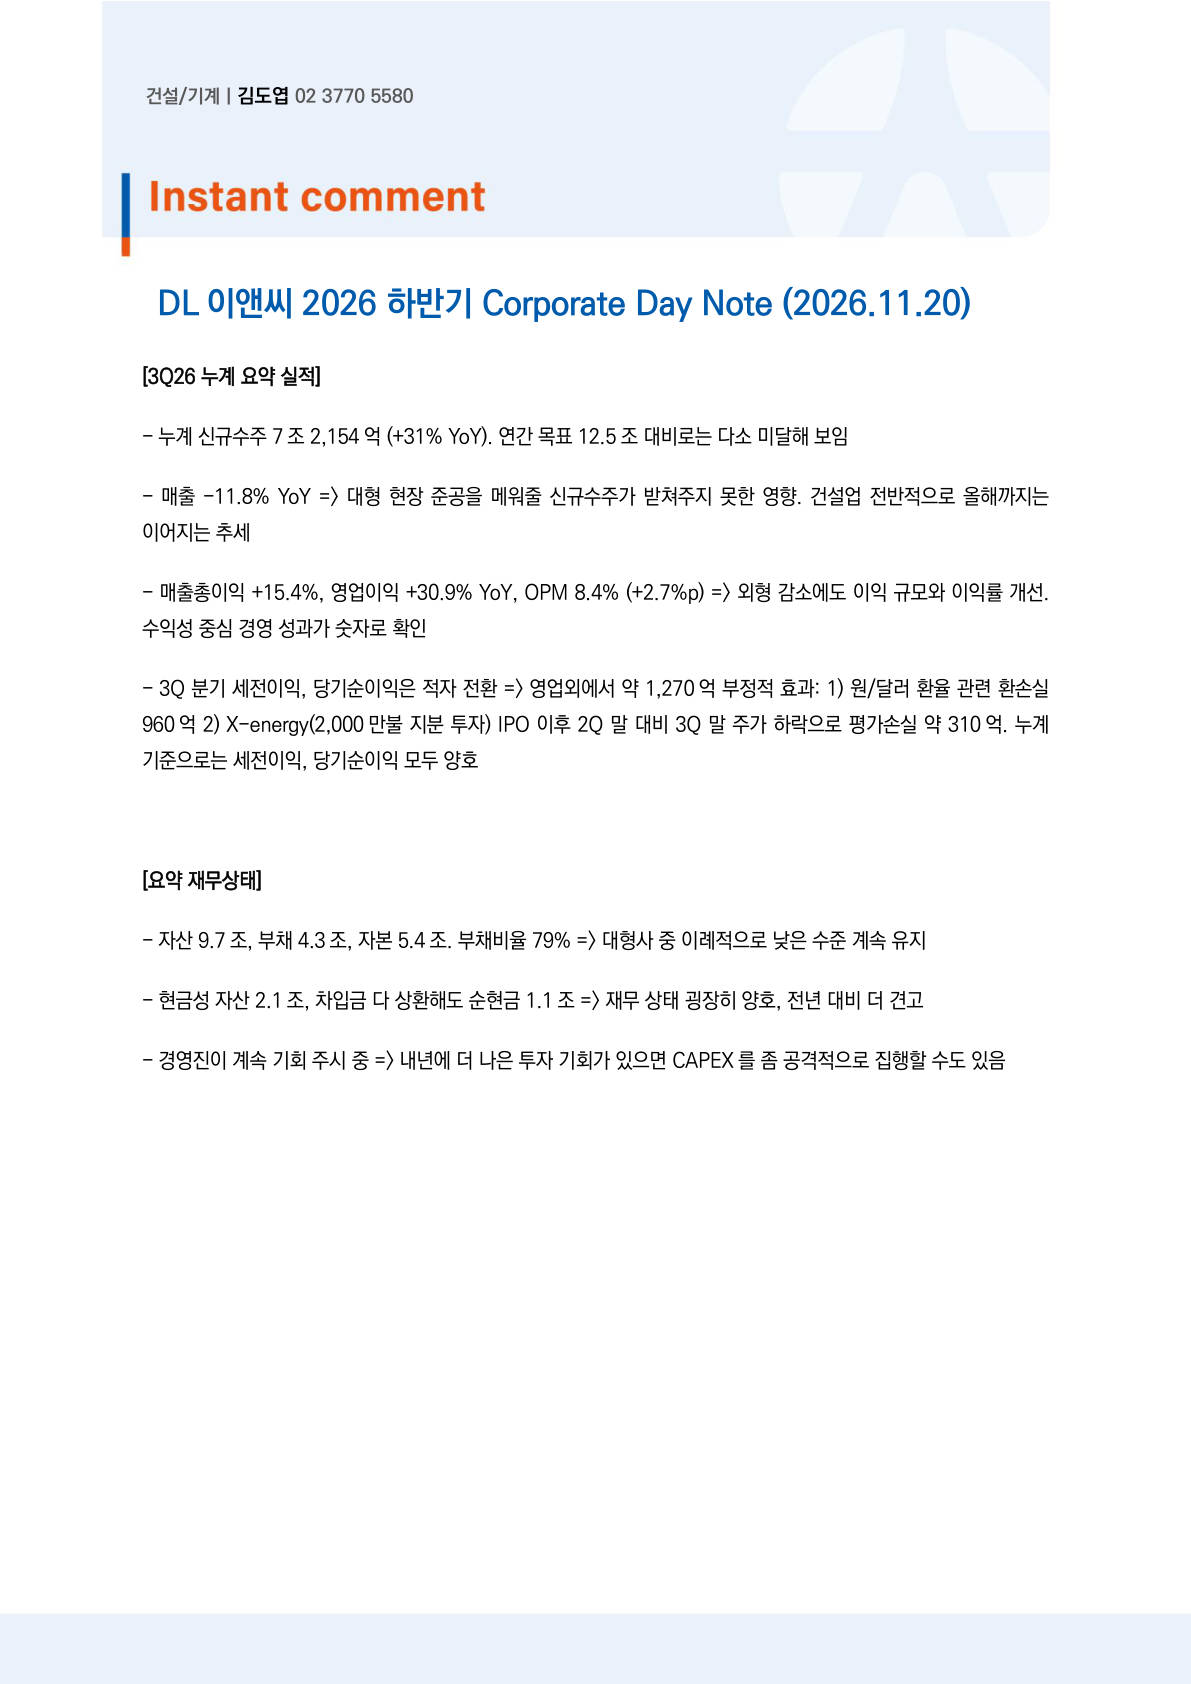 건설/기계 | 김도엽 02 3770 5580
Instant comment
DL 이앤씨 2026 하반기 Corporate Day Note (2026.11.20)
[3Q26 누계 요약 실적]
- 누계 신규수주 7 조 2,154 억 (+31% YoY). 연간 목표 12.5 조 대비로는 다소 미달해 보임
- 매출 -11.8% YoY => 대형 현장 준공을 메워줄 신규수주가 받쳐주지 못한 영향. 건설업 전반적으로 올해까지는
이어지는 추세
- 매출총이익 +15.4%, 영업이익 +30.9% YoY, OPM 8.4% (+2.7%p) => 외형 감소에도 이익 규모와 이익률 개선.
수익성 중심 경영 성과가 숫자로 확인
- 3Q 분기 세전이익, 당기순이익은 적자 전환 => 영업외에서 약 1,270 억 부정적 효과: 1) 원/달러 환율 관련 환손실
960 억 2) X-energy(2,000 만불 지분 투자) IPO 이후 2Q 말 대비 3Q 말 주가 하락으로 평가손실 약 310 억. 누계
기준으로는 세전이익, 당기순이익 모두 양호
[요약 재무상태]
- 자산 9.7 조, 부채 4.3 조, 자본 5.4 조. 부채비율 79% => 대형사 중 이례적으로 낮은 수준 계속 유지
- 현금성 자산 2.1 조, 차입금 다 상환해도 순현금 1.1 조 => 재무 상태 굉장히 양호, 전년 대비 더 견고
- 경영진이 계속 기회 주시 중 => 내년에 더 나은 투자 기회가 있으면 CAPEX 를 좀 공격적으로 집행할 수도 있음